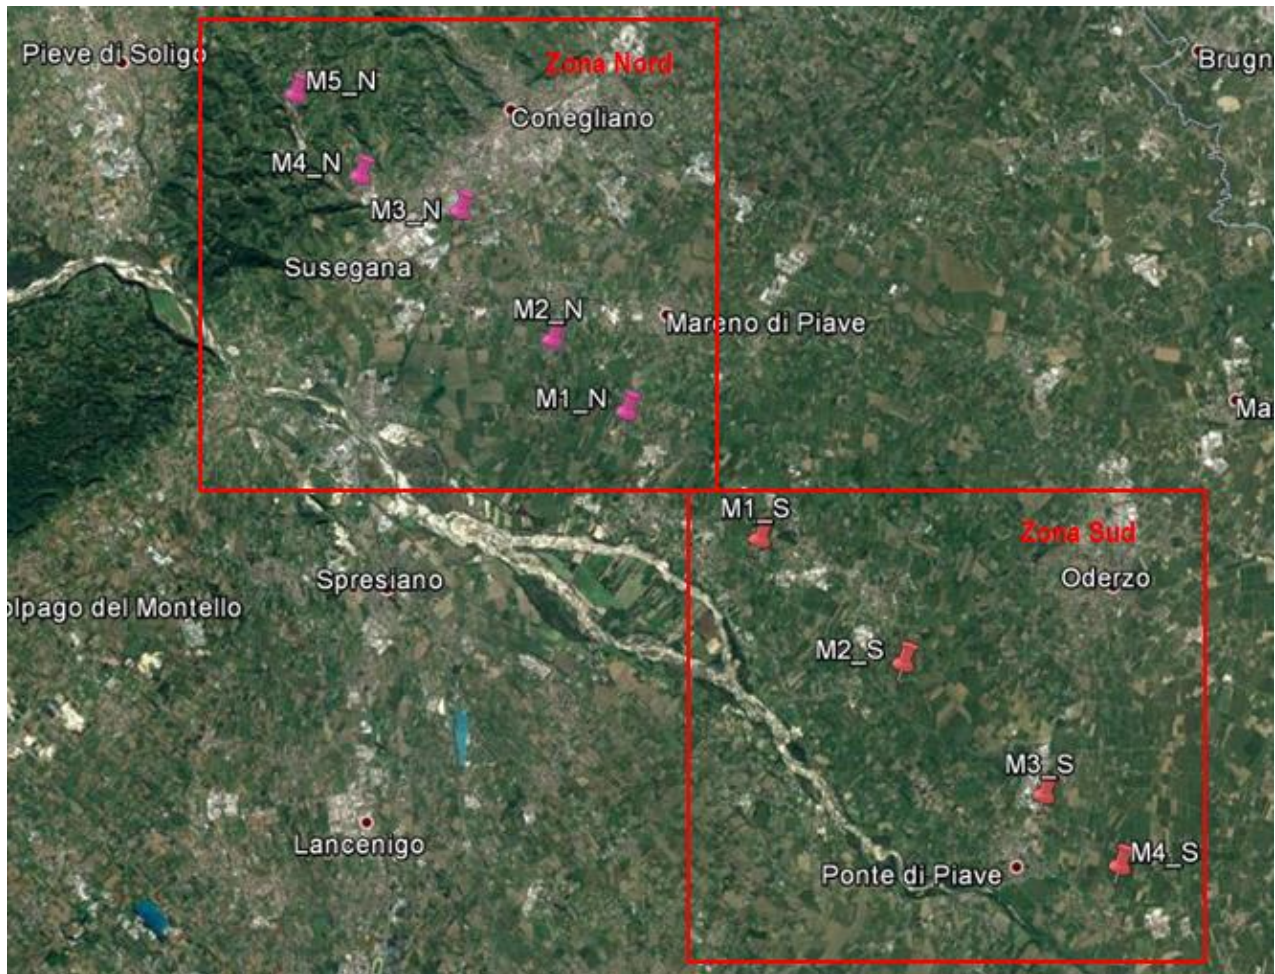 Pieve di Soligo
Zona Nord
Brugn
M5_N
Conegliano
M4_N
M3_N
Susegana
M2_N
Mareno di Piave
M1_N
Ma
M1_S
Zona Sud
Spresiano
Oderzo
olpago del Montello
M2_S
M3_S
Lancenigo
Ponte di Piave
M4_S